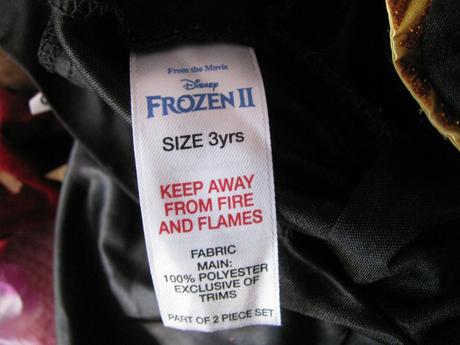 From the Movie
Disney
FROZEN II
SIZE 3yrs
KEEP AWAY
FROM FIRE
AND FLAMES
FABRIC
MAIN:
100% POLYESTER
EXCLUSIVE OF
TRIMS
PART OF 2 PIECE SET